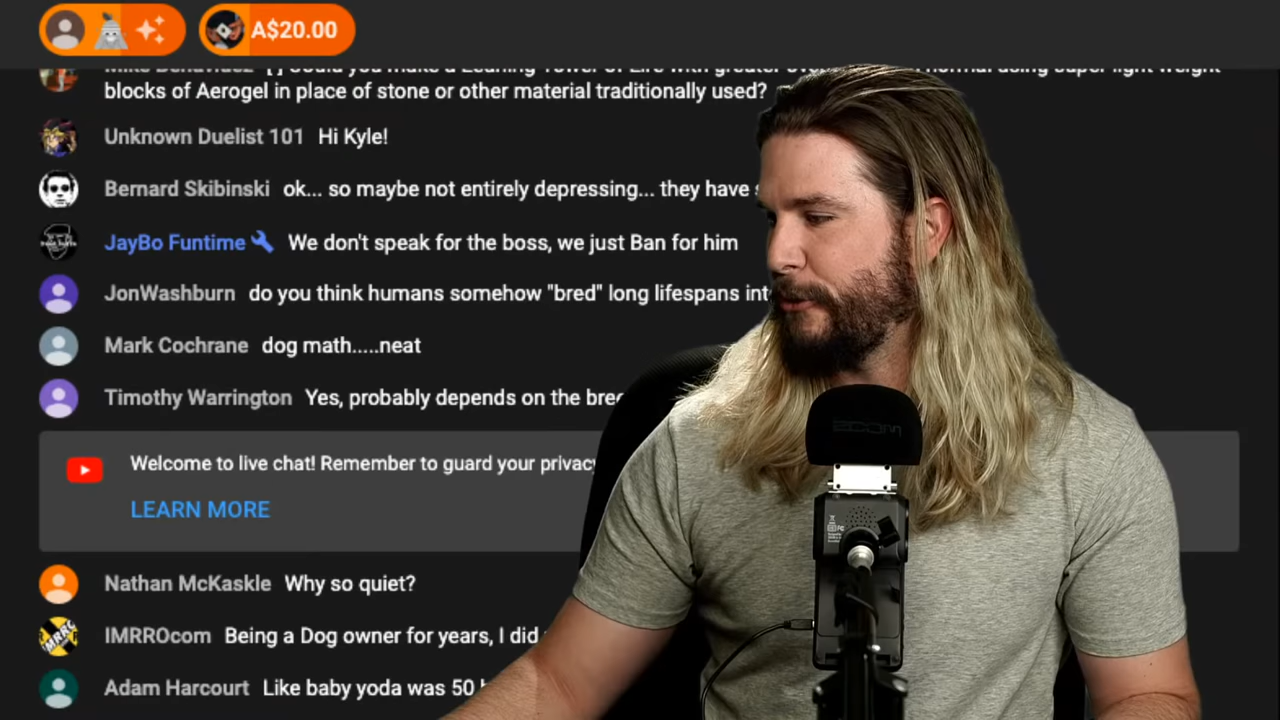 A$20.00
blocks of Aerogel in place of stone or other material traditionally used?
Unknown Duelist 101 Hi Kyle!
Bernard Skibinski ok... so maybe not entirely depressing... they have
JayBo Funtime We don't speak for the boss, we just Ban for him
JonWashburn do you think humans somehow "bred" long lifespans
Mark Cochrane dog math.....neat
Timothy Warrington Yes, probably depends on the
Welcome to live chat! Remember to guard your privacy
LEARN MORE
Nathan McKaskle Why so quiet?
IMRROcom Being a Dog owner for years, I did
Adam Harcourt Like baby yoda was 50
ZOOM